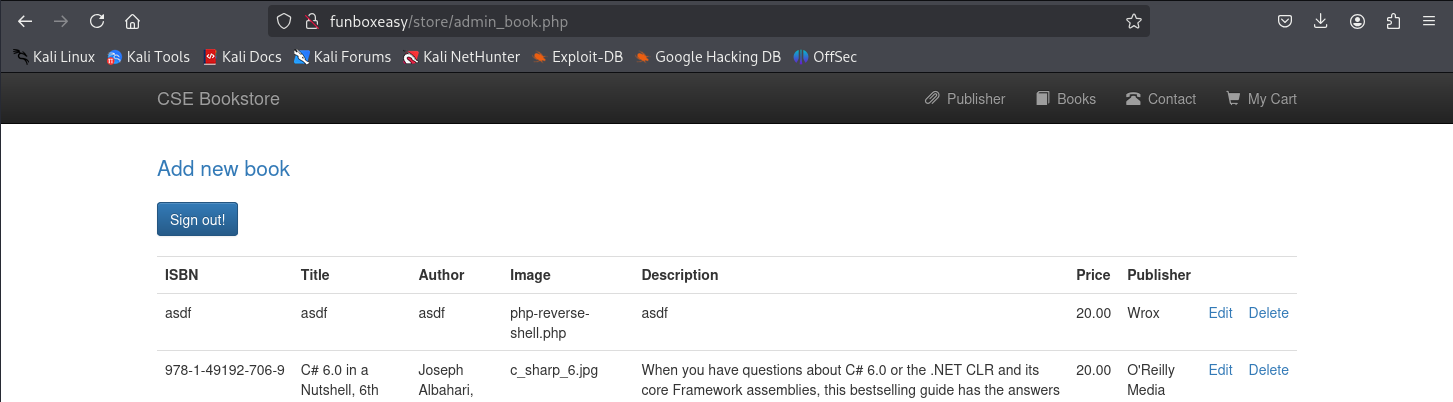 funboxeasy/store/admin_book.php
Kali Linux Kali Tools Kali Docs Kali Forums Kali NetHunter Exploit-DB Google Hacking DB OffSec
CSE Bookstore Publisher Books Contact My Cart
Add new book
Sign out!
ISBN Title Author Image Description Price Publisher
asdf asdf asdf php-reverse- asdf 20.00 Wrox Edit Delete
shell.php
978-1-49192-706-9 C# 6.0 in a Joseph c_sharp_6.jpg When you have questions about C# 6.0 or the .NET CLR and its 20.00 O'Reilly Edit Delete
Nutshell, 6th Albahari, core Framework assemblies, this bestselling guide has the answers Media